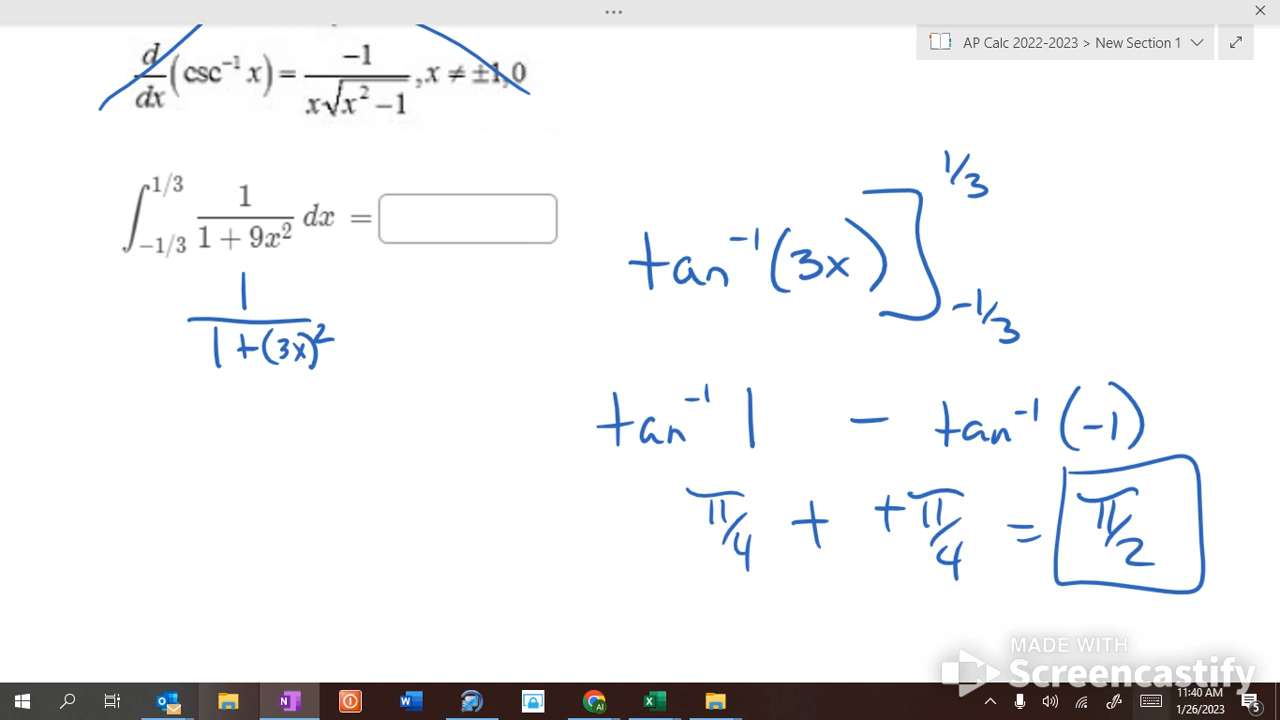 AP Calc 2022-2023 > New Section 1
d/dx (csc⁻¹ x) = -1/(x√(x² - 1)), x ≠ ±1,0
∫_{-1/3}^{1/3} 1/(1 + 9x²) dx =
1/(1+(3x)²)
tan⁻¹(3x)]_{-1/3}^{1/3}
tan⁻¹ 1 - tan⁻¹(-1)
π/4 + +π/4 = π/2
MADE WITH
Screencastify
11:40 AM
1/26/2023
5